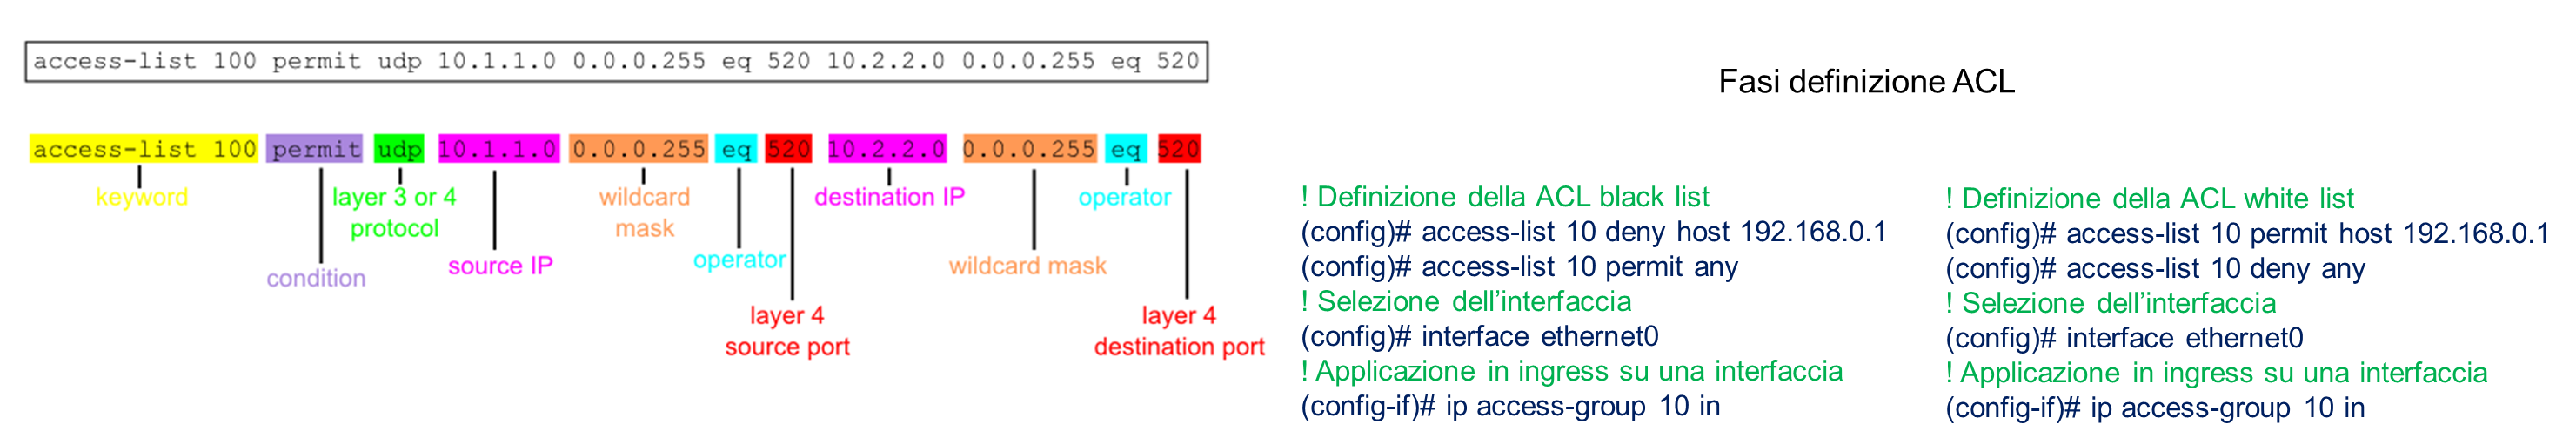 access-list 100 permit udp 10.1.1.0 0.0.0.255 eq 520 10.2.2.0 0.0.0.255 eq 520
access-list 100 permit udp 10.1.1.0 0.0.0.255 eq 520 10.2.2.0 0.0.0.255 eq 520
keyword
condition
layer 3 or 4
protocol
source IP
wildcard
mask
operator
layer 4
source port
destination IP
wildcard mask
operator
layer 4
destination port
Fasi definizione ACL
! Definizione della ACL black list
(config)# access-list 10 deny host 192.168.0.1
(config)# access-list 10 permit any
! Selezione dell’interfaccia
(config)# interface ethernet0
! Applicazione in ingress su una interfaccia
(config-if)# ip access-group 10 in
! Definizione della ACL white list
(config)# access-list 10 permit host 192.168.0.1
(config)# access-list 10 deny any
! Selezione dell’interfaccia
(config)# interface ethernet0
! Applicazione in ingress su una interfaccia
(config-if)# ip access-group 10 in